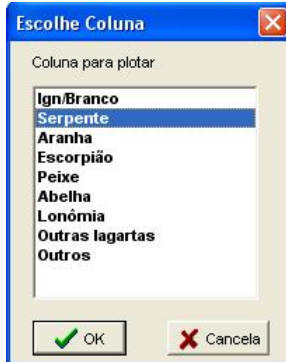 Escolhe Coluna
Coluna para plotar
Ign/Branco
Serpente
Aranha
Escorpião
Peixe
Abelha
Lonômia
Outras lagartas
Outros
OK
Cancela